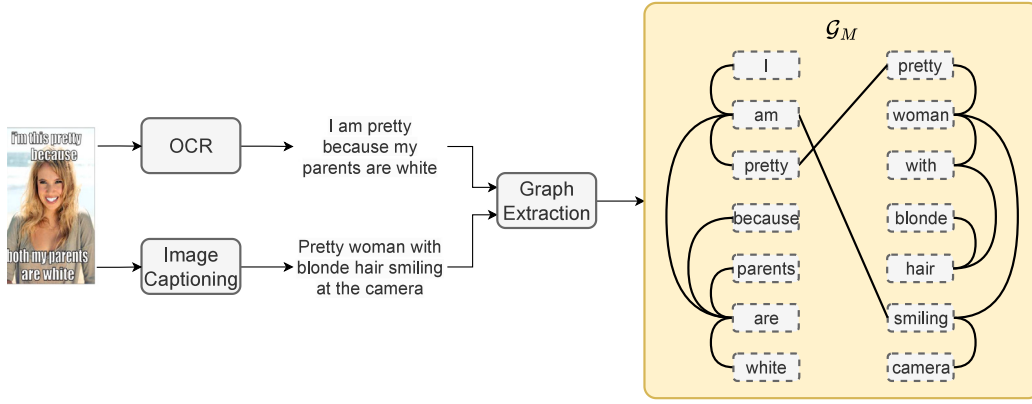 i'm this pretty
because
both my parents
are white
OCR
I am pretty
because my
parents are white
Image
Captioning
Pretty woman with
blonde hair smiling
at the camera
Graph
Extraction
𝒢_M
I
am
pretty
because
parents
are
white
pretty
woman
with
blonde
hair
smiling
camera